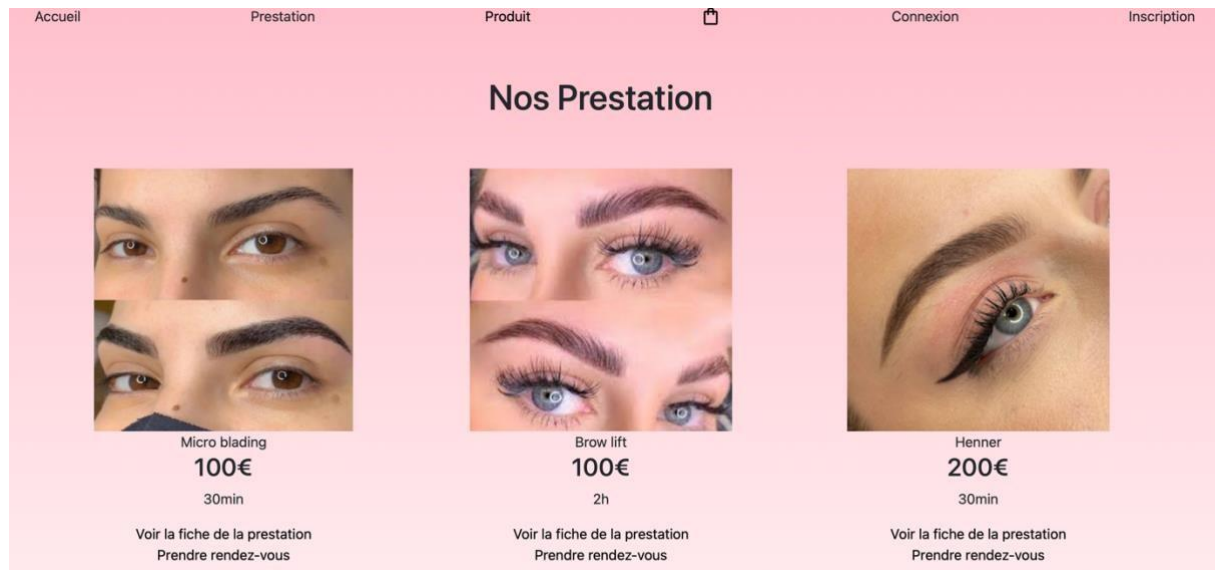 Accueil Prestation Produit Connexion Inscription
Nos Prestation
Micro blading
100€
30min
Voir la fiche de la prestation
Prendre rendez-vous
Brow lift
100€
2h
Voir la fiche de la prestation
Prendre rendez-vous
Henner
200€
30min
Voir la fiche de la prestation
Prendre rendez-vous